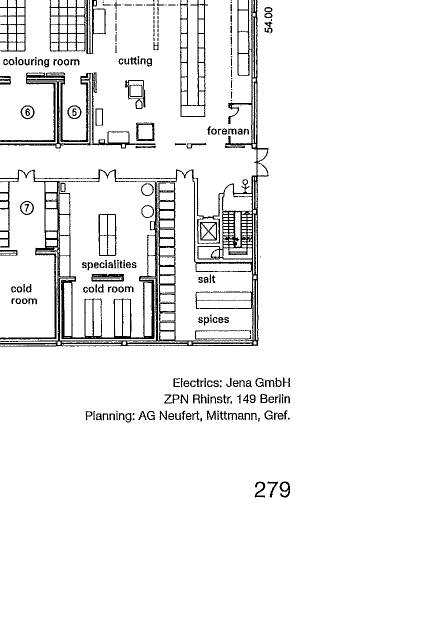 54.00
colouring room
cutting
6
5
foreman
7
specialities
cold
room
cold room
salt
spices
Electrics: Jena GmbH
ZPN Rhinstr. 149 Berlin
Planning: AG Neufert, Mittmann, Gref.
279